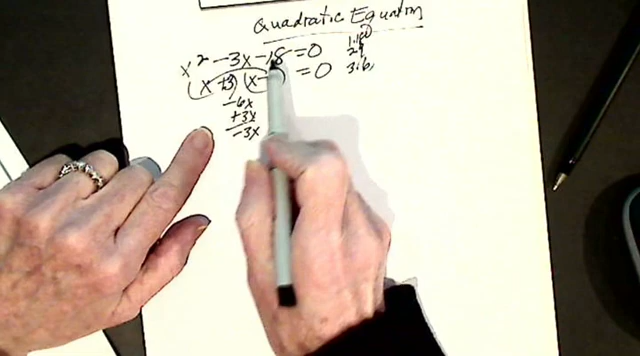 Quadratic Equation
x² - 3x - 18 = 0
(x + 3)(x - = 0
1·18
2·9
3·6
-6x
+3x
-3x